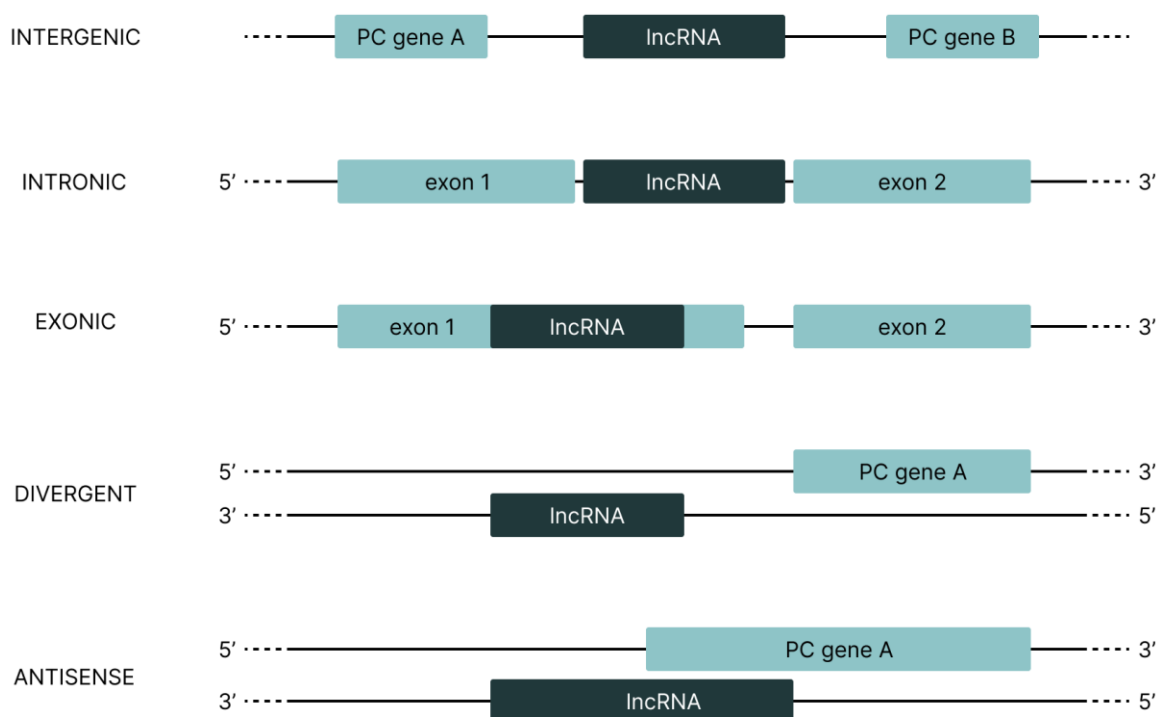 INTERGENIC PC gene A lncRNA PC gene B
INTRONIC 5’ exon 1 lncRNA exon 2 3’
EXONIC 5’ exon 1 lncRNA exon 2 3’
5’ PC gene A 3’
DIVERGENT
3’ lncRNA 5’
5’ PC gene A 3’
ANTISENSE
3’ lncRNA 5’